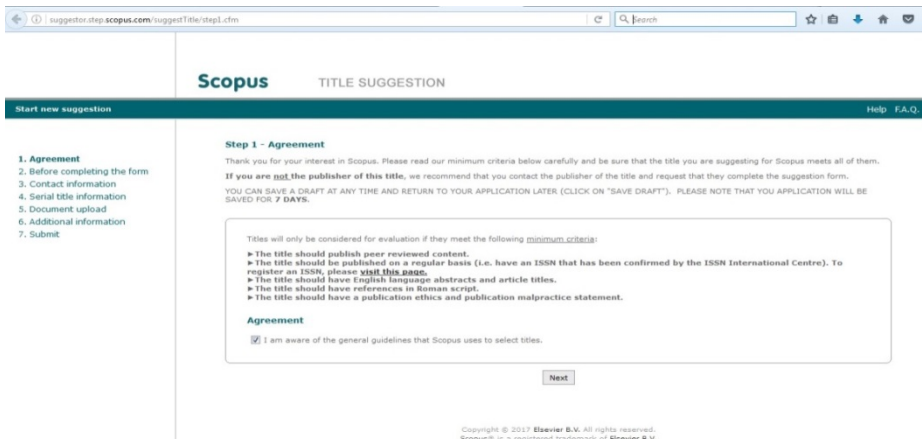 suggestor.step.scopus.com/suggestTitle/step1.cfm
Search
Scopus TITLE SUGGESTION
Start new suggestion
Help F.A.Q.
1. Agreement
2. Before completing the form
3. Contact information
4. Serial title information
5. Document upload
6. Additional information
7. Submit
Step 1 - Agreement
Thank you for your interest in Scopus. Please read our minimum criteria below carefully and be sure that the title you are suggesting for Scopus meets all of them.
If you are not the publisher of this title, we recommend that you contact the publisher of the title and request that they complete the suggestion form.
YOU CAN SAVE A DRAFT AT ANY TIME AND RETURN TO YOUR APPLICATION LATER (CLICK ON "SAVE DRAFT"). PLEASE NOTE THAT YOU APPLICATION WILL BE
SAVED FOR 7 DAYS.
Titles will only be considered for evaluation if they meet the following minimum criteria:
►The title should publish peer reviewed content.
►The title should be published on a regular basis (i.e. have an ISSN that has been confirmed by the ISSN International Centre). To
register an ISSN, please visit this page.
►The title should have English language abstracts and article titles.
►The title should have references in Roman script.
►The title should have a publication ethics and publication malpractice statement.
Agreement
I am aware of the general guidelines that Scopus uses to select titles.
Next
Copyright © 2017 Elsevier B.V. All rights reserved.
Scopus® is a registered trademark of Elsevier B.V.